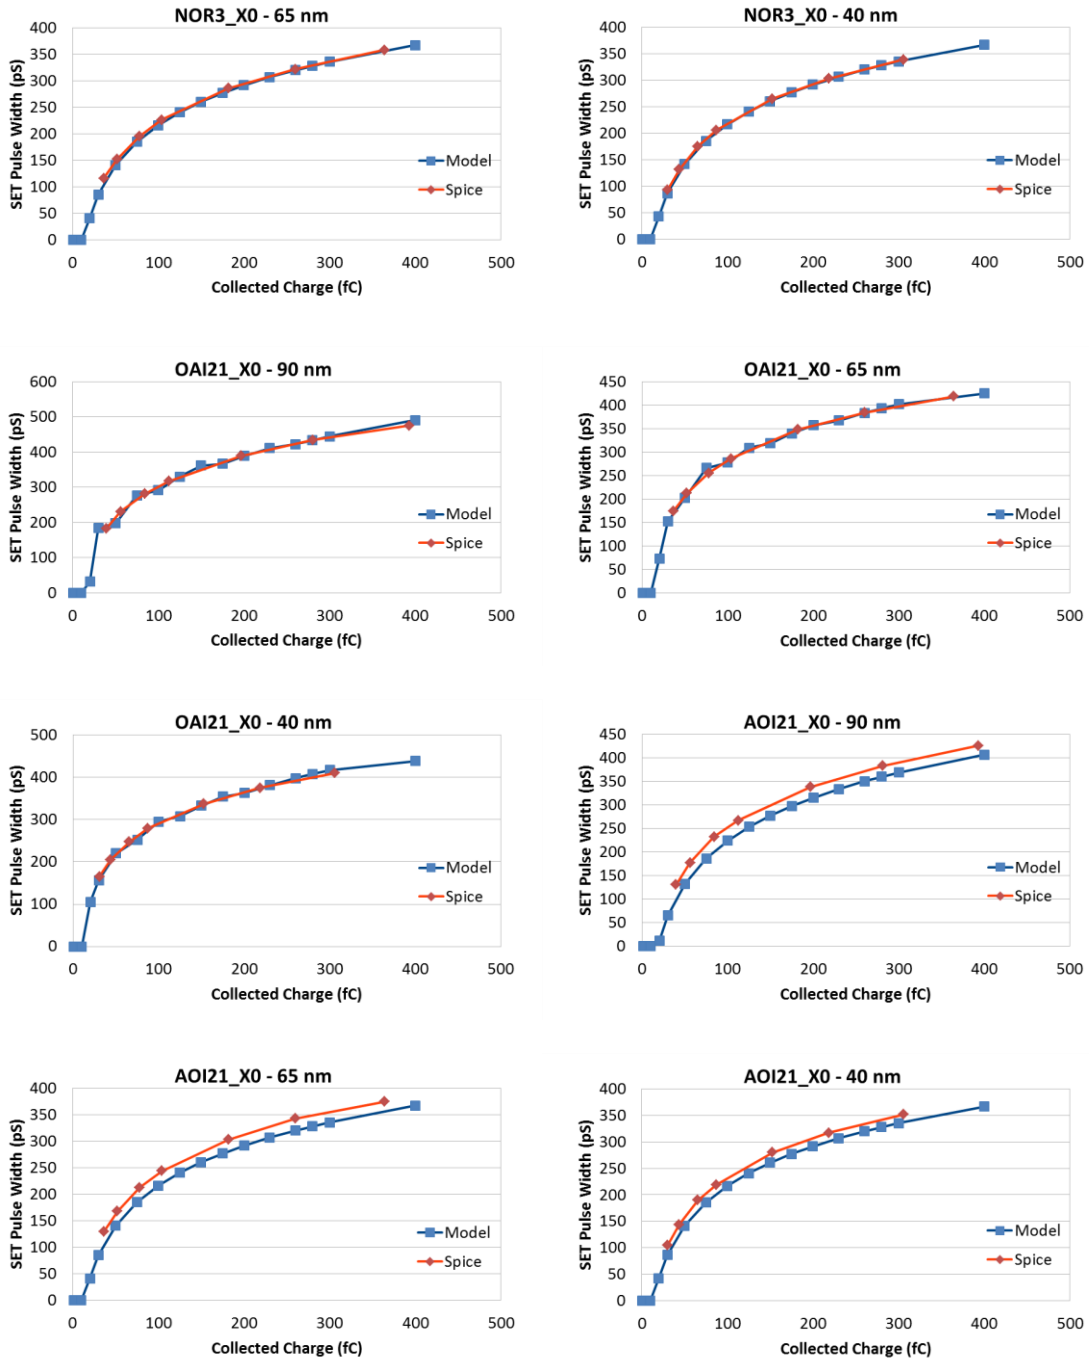 NOR3_X0 - 65 nm
400
350
300
250
200
150
100
50
0
SET Pulse Width (pS)
Model
Spice
0 100 200 300 400 500
Collected Charge (fC)
NOR3_X0 - 40 nm
400
350
300
250
200
150
100
50
0
SET Pulse Width (pS)
Model
Spice
0 100 200 300 400 500
Collected Charge (fC)
OAI21_X0 - 90 nm
600
500
400
300
200
100
0
SET Pulse Width (pS)
Model
Spice
0 100 200 300 400 500
Collected Charge (fC)
OAI21_X0 - 65 nm
450
400
350
300
250
200
150
100
50
0
SET Pulse Width (pS)
Model
Spice
0 100 200 300 400 500
Collected Charge (fC)
OAI21_X0 - 40 nm
500
400
300
200
100
0
SET Pulse Width (pS)
Model
Spice
0 100 200 300 400 500
Collected Charge (fC)
AOI21_X0 - 90 nm
450
400
350
300
250
200
150
100
50
0
SET Pulse Width (pS)
Model
Spice
0 100 200 300 400 500
Collected Charge (fC)
AOI21_X0 - 65 nm
400
350
300
250
200
150
100
50
0
SET Pulse Width (pS)
Model
Spice
0 100 200 300 400 500
Collected Charge (fC)
AOI21_X0 - 40 nm
400
350
300
250
200
150
100
50
0
SET Pulse Width (pS)
Model
Spice
0 100 200 300 400 500
Collected Charge (fC)